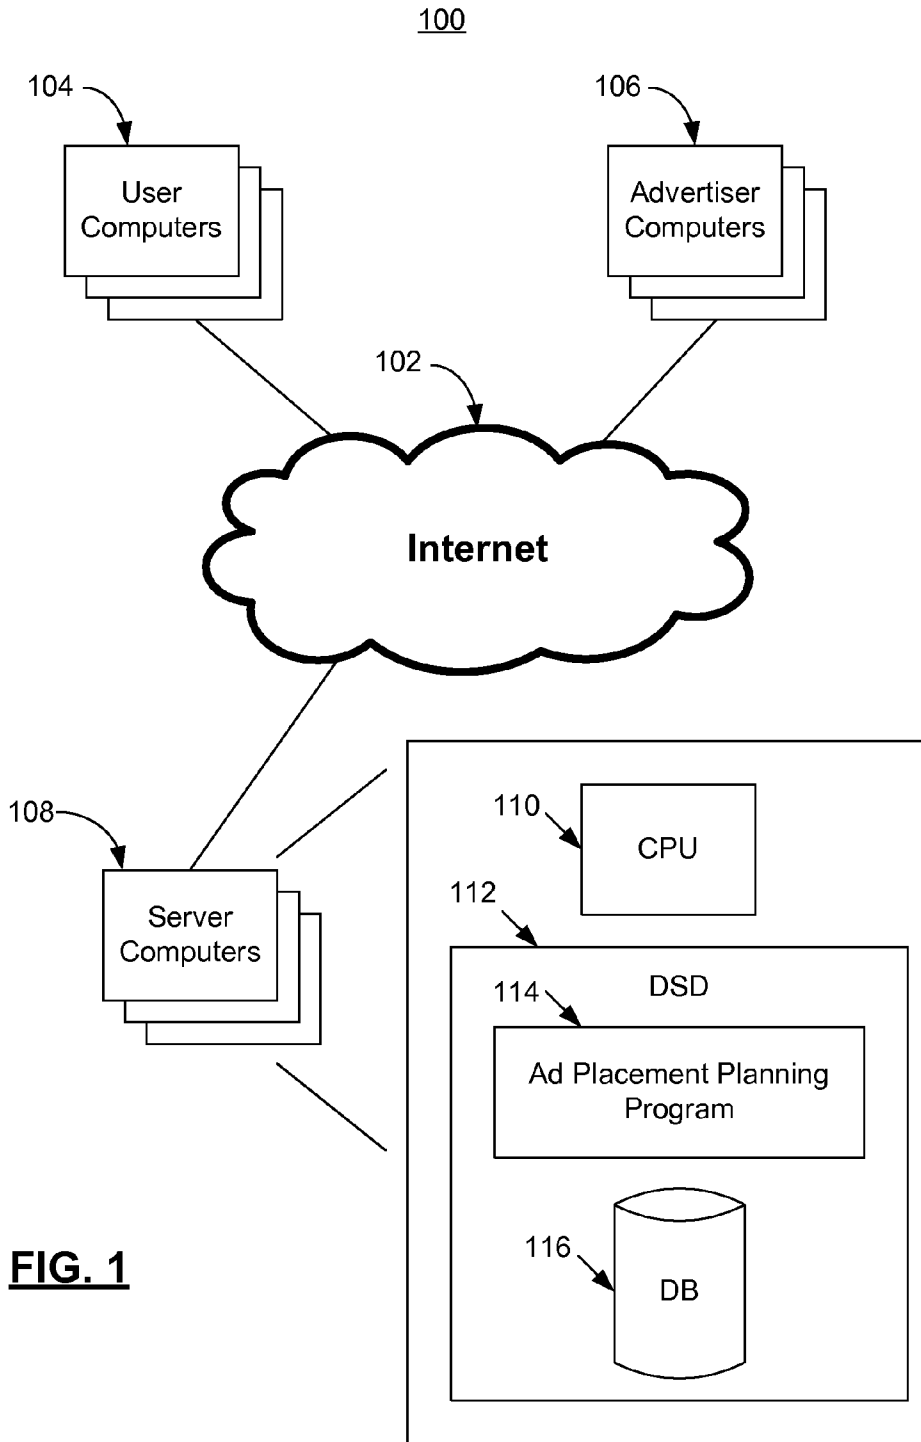 100
104
106
User
Computers
Advertiser
Computers
102
Internet
108
Server
Computers
110
CPU
112
DSD
114
Ad Placement Planning
Program
116
DB
FIG. 1